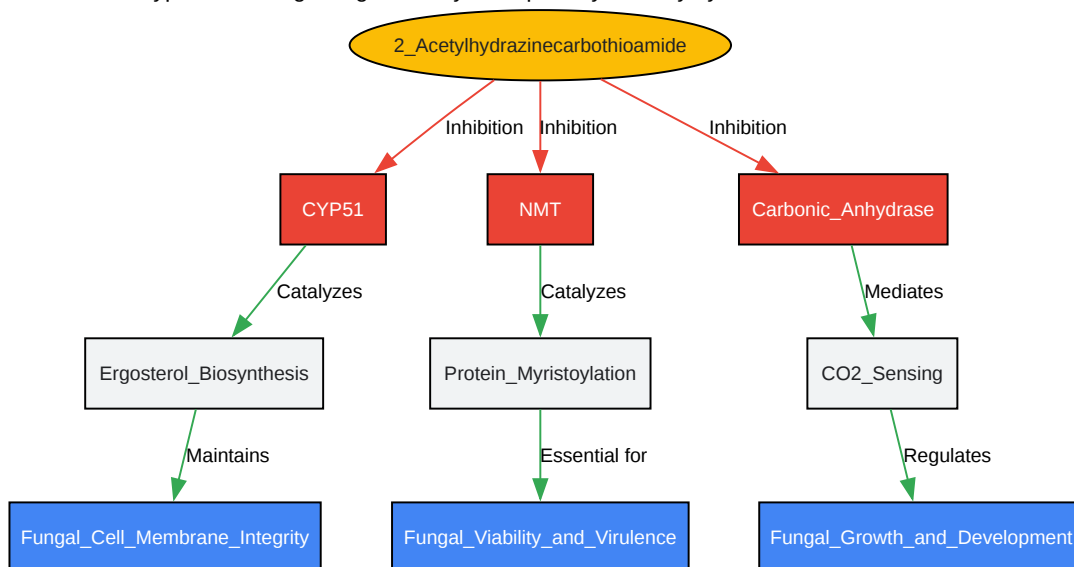 2_Acetylhydrazinecarbothioamide
Inhibition Inhibition Inhibition
CYP51 NMT Carbonic_Anhydrase
Catalyzes Catalyzes Mediates
Ergosterol_Biosynthesis Protein_Myristoylation CO2_Sensing
Maintains Essential for Regulates
Fungal_Cell_Membrane_Integrity Fungal_Viability_and_Virulence Fungal_Growth_and_Development